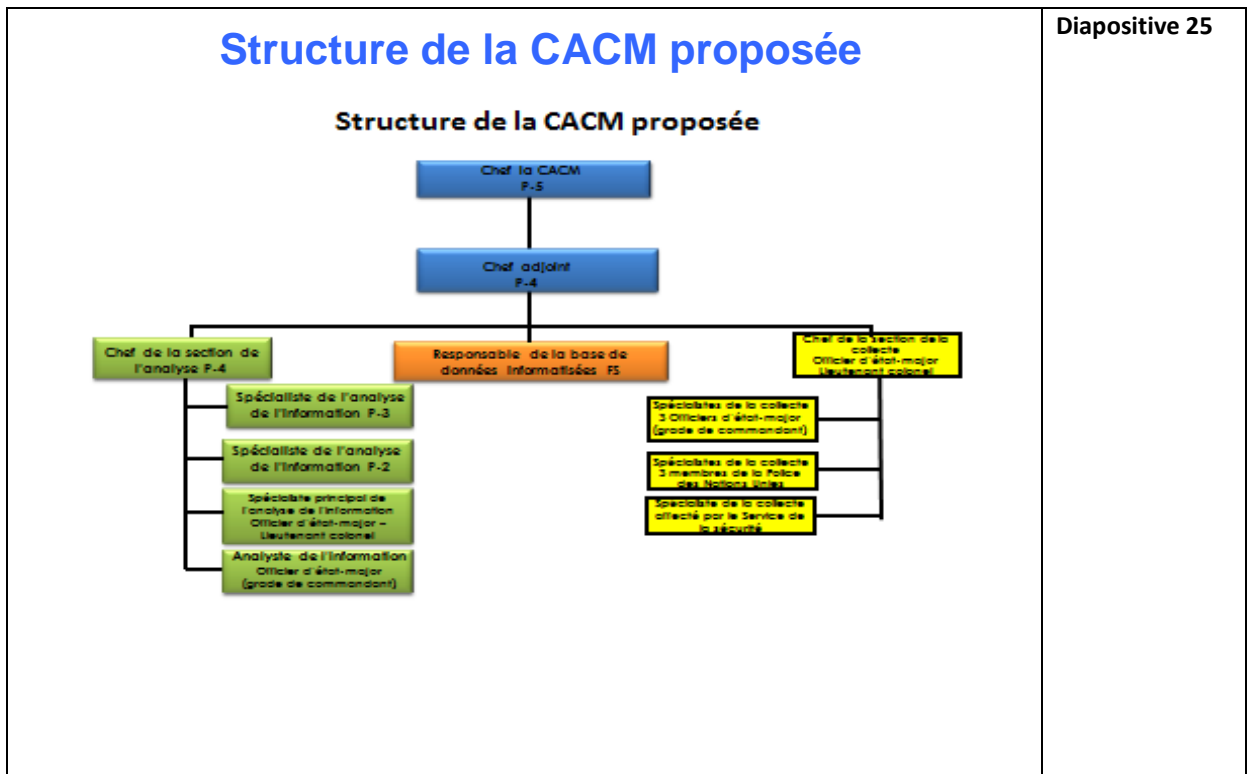 Structure de la CACM proposée
Diapositive 25
Structure de la CACM proposée
Chef la CACM
P-5
Chef adjoint
P-4
Chef de la section de
l'analyse P-4
Spécialiste de l'analyse
de l'information P-3
Spécialiste de l'analyse
de l'information P-2
Spécialiste principal de
l'analyse de l'information
Officier d'état-major –
Lieutenant colonel
Analyste de l'information
Officier d'état-major
(grade de commandant)
Responsable de la base de
données informatisées FS
Chef de la section de la
collecte
Officier d'état-major
Lieutenant colonel
Spécialistes de la collecte
3 Officiers d'état-major
(grade de commandant)
Spécialistes de la collecte
3 membres de la Police
des Nations Unies
Spécialiste de la collecte
affecté par le Service de
la sécurité